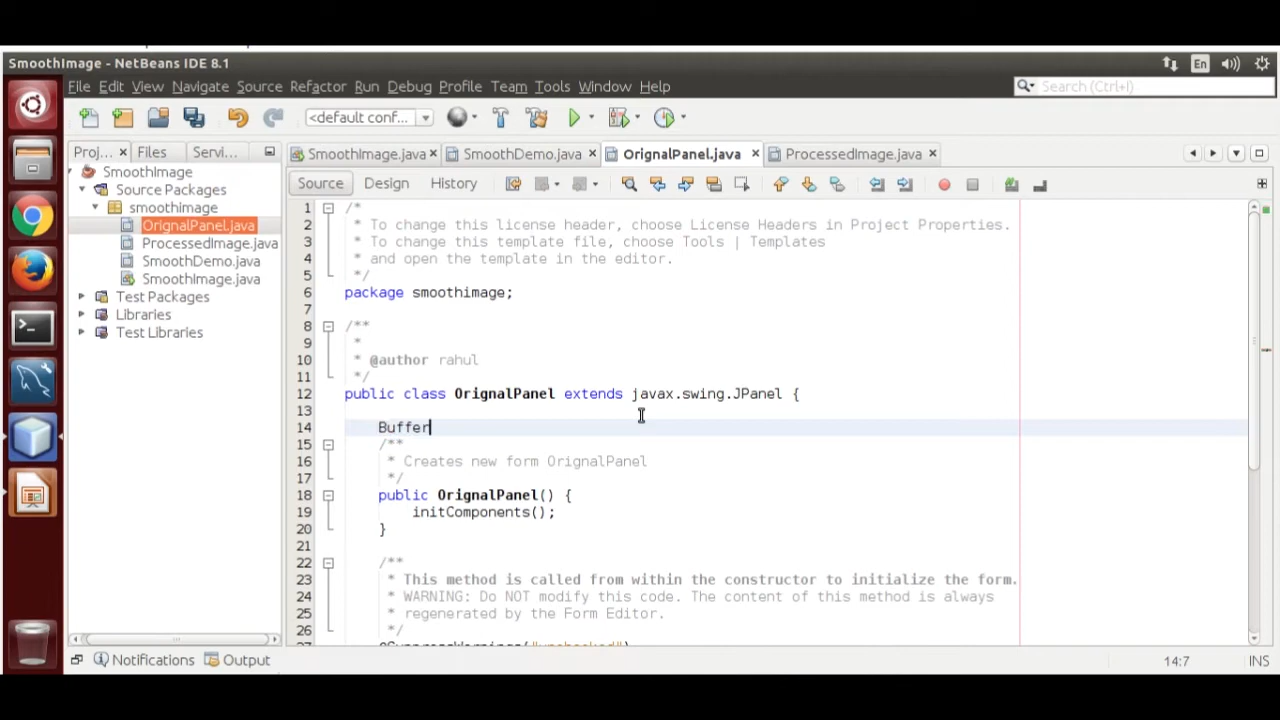 SmoothImage - NetBeans IDE 8.1
En
File Edit View Navigate Source Refactor Run Debug Profile Team Tools Window Help
Search (Ctrl+I)
<default conf...
Proj... Files Servi...
SmoothImage.java SmoothDemo.java OrignalPanel.java ProcessedImage.java
Source Design History
SmoothImage
Source Packages
smoothimage
OrignalPanel.java
ProcessedImage.java
SmoothDemo.java
SmoothImage.java
Test Packages
Libraries
Test Libraries
1 /*
2 * To change this license header, choose License Headers in Project Properties.
3 * To change this template file, choose Tools | Templates
4 * and open the template in the editor.
5 */
6 package smoothimage;
7
8 /**
9 *
10 * @author rahul
11 */
12 public class OrignalPanel extends javax.swing.JPanel {
13
14 Buffer
15 /**
16 * Creates new form OrignalPanel
17 */
18 public OrignalPanel() {
19 initComponents();
20 }
21
22 /**
23 * This method is called from within the constructor to initialize the form.
24 * WARNING: Do NOT modify this code. The content of this method is always
25 * regenerated by the Form Editor.
26 */
Notifications Output
14:7 INS